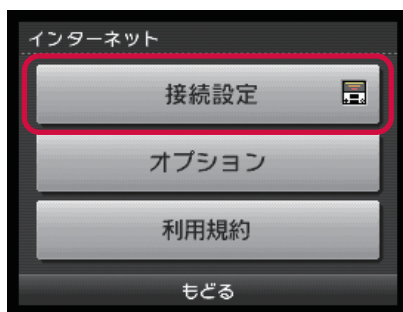 インターネット
接続設定
オプション
利用規約
もどる